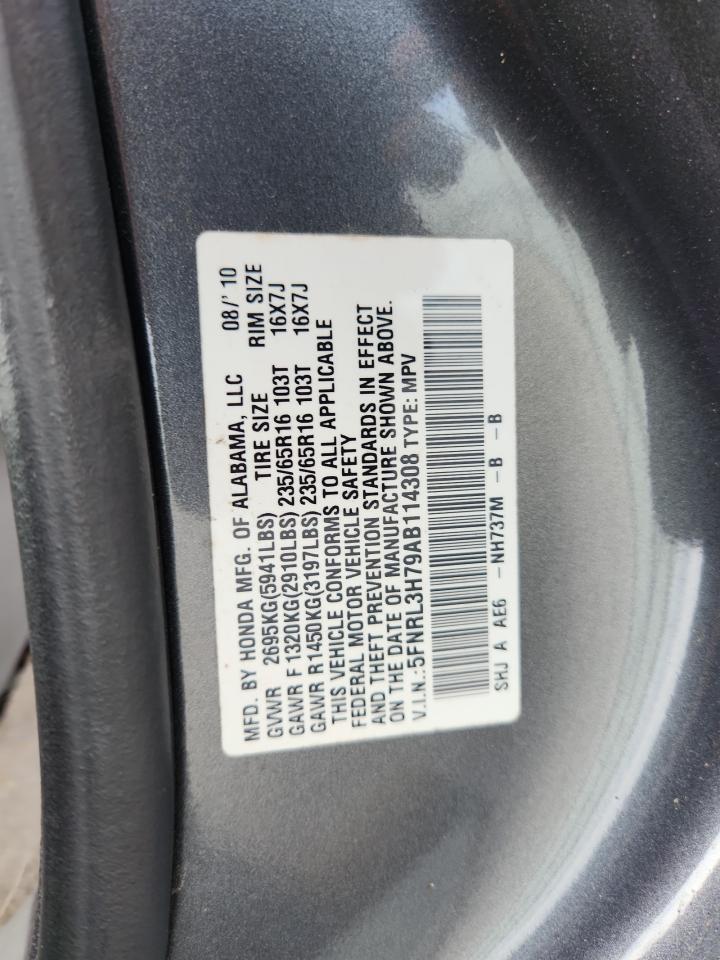 MFD. BY HONDA MFG. OF ALABAMA, LLC 08/'10
GVWR 2695KG(5941LBS) TIRE SIZE RIM SIZE
GAWR F1320KG(2910LBS) 235/65R16 103T 16X7J
GAWR R1450KG(3197LBS) 235/65R16 103T 16X7J
THIS VEHICLE CONFORMS TO ALL APPLICABLE
FEDERAL MOTOR VEHICLE SAFETY
AND THEFT PREVENTION STANDARDS IN EFFECT
ON THE DATE OF MANUFACTURE SHOWN ABOVE.
V.I.N.:5FNRL3H79AB114308 TYPE: MPV
SHJ A AE6 -NH737M -B -B